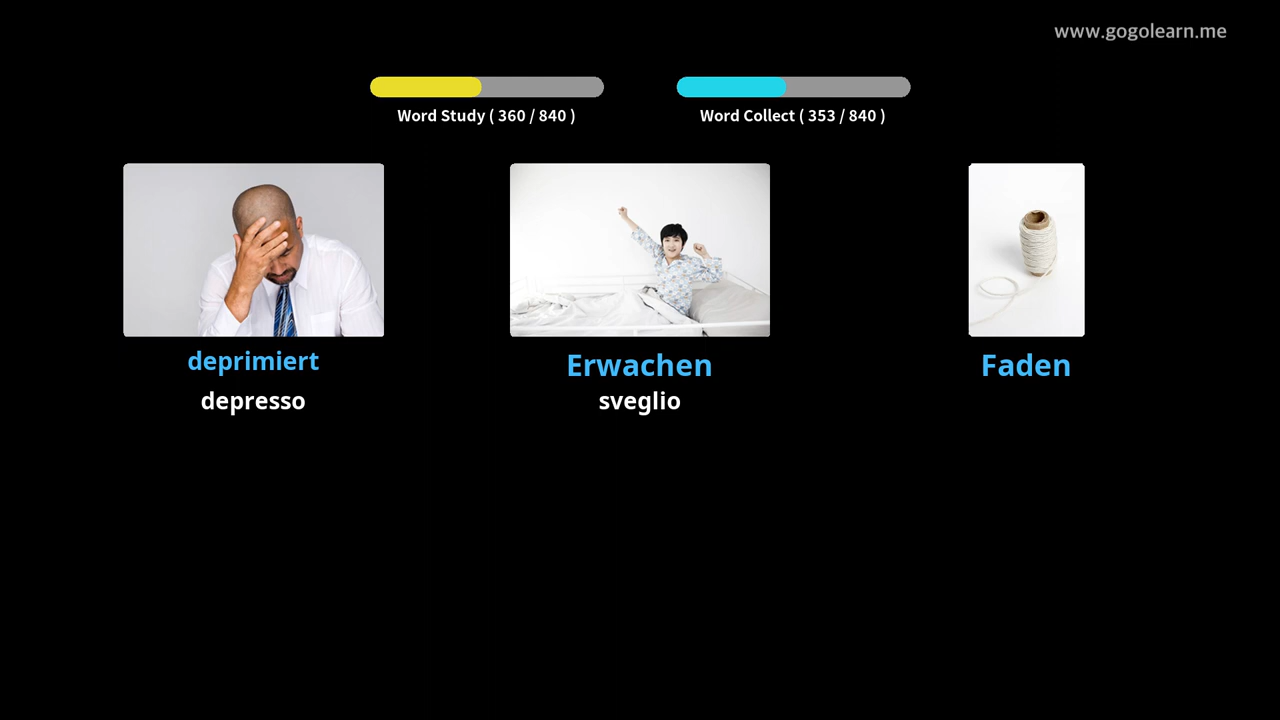 www.gogolearn.me
Word Study ( 360 / 840 )
Word Collect ( 353 / 840 )
deprimiert
depresso
Erwachen
sveglio
Faden